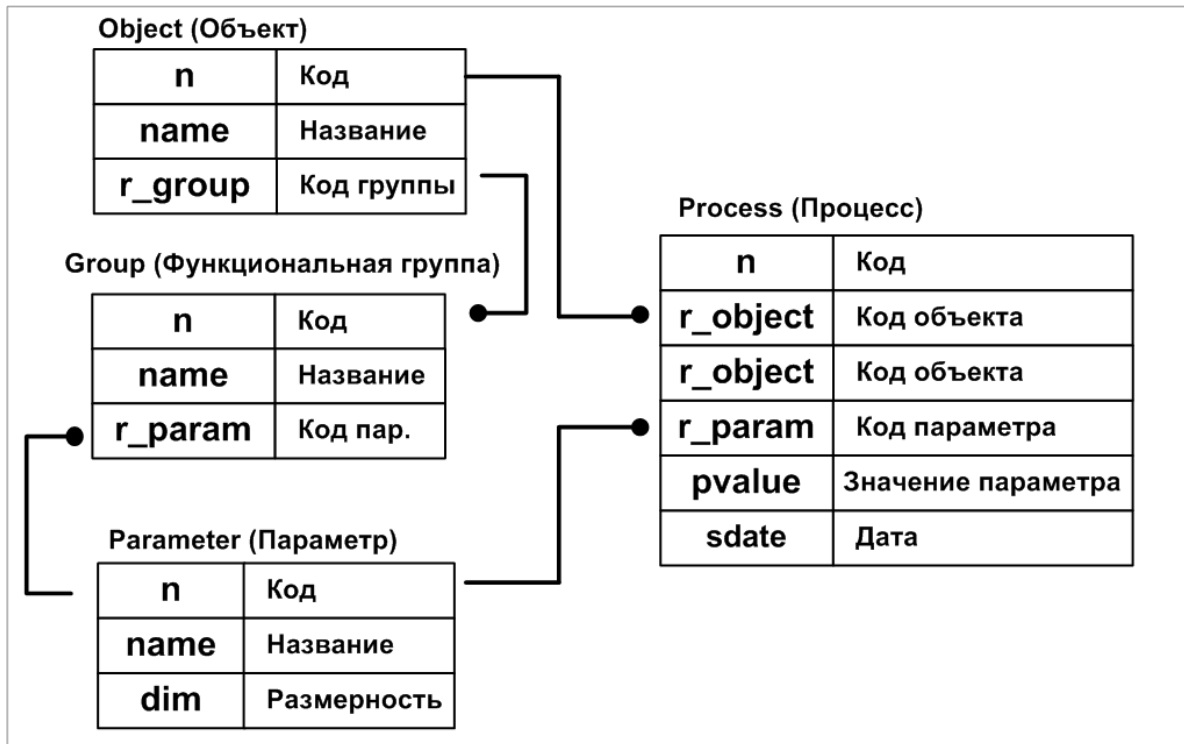 Object (Объект)
n Код
name Название
r_group Код группы
Group (Функциональная группа)
n Код
name Название
r_param Код пар.
Parameter (Параметр)
n Код
name Название
dim Размерность
Process (Процесс)
n Код
r_object Код объекта
r_object Код объекта
r_param Код параметра
pvalue Значение параметра
sdate Дата